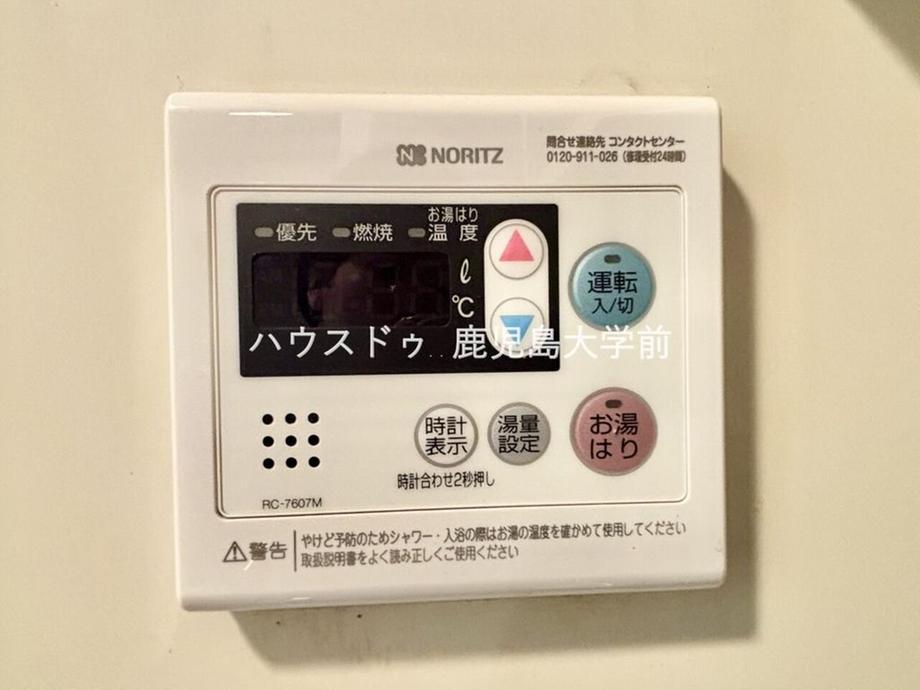 NORITZ
問合せ連絡先 コンタクトセンター
0120-911-026（修理受付24時間）
お湯はり
優先 燃焼 温度
ℓ
℃
運転
入/切
ハウスドゥ 鹿児島大学前
時計
表示
湯量
設定
お湯
はり
時計合わせ2秒押し
RC-7607M
警告
やけど予防のためシャワー・入浴の際はお湯の温度を確かめて使用してください
取扱説明書をよく読み正しくご使用ください